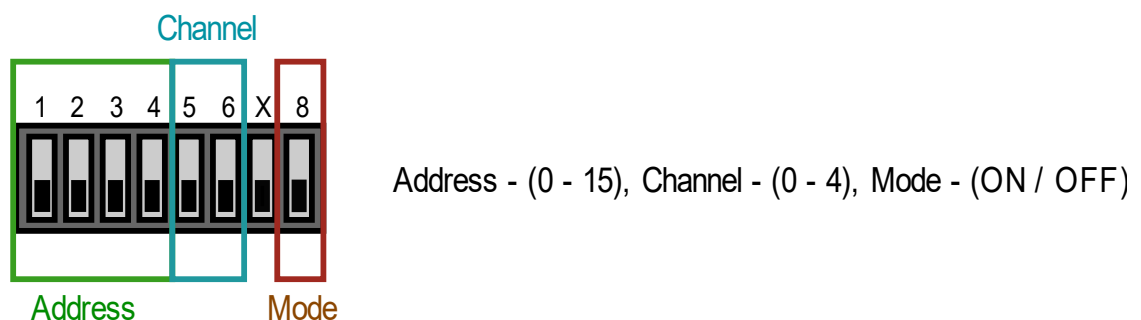 Channel
1 2 3 4 5 6 X 8
Address - (0 - 15), Channel - (0 - 4), Mode - (ON / OFF)
Address Mode